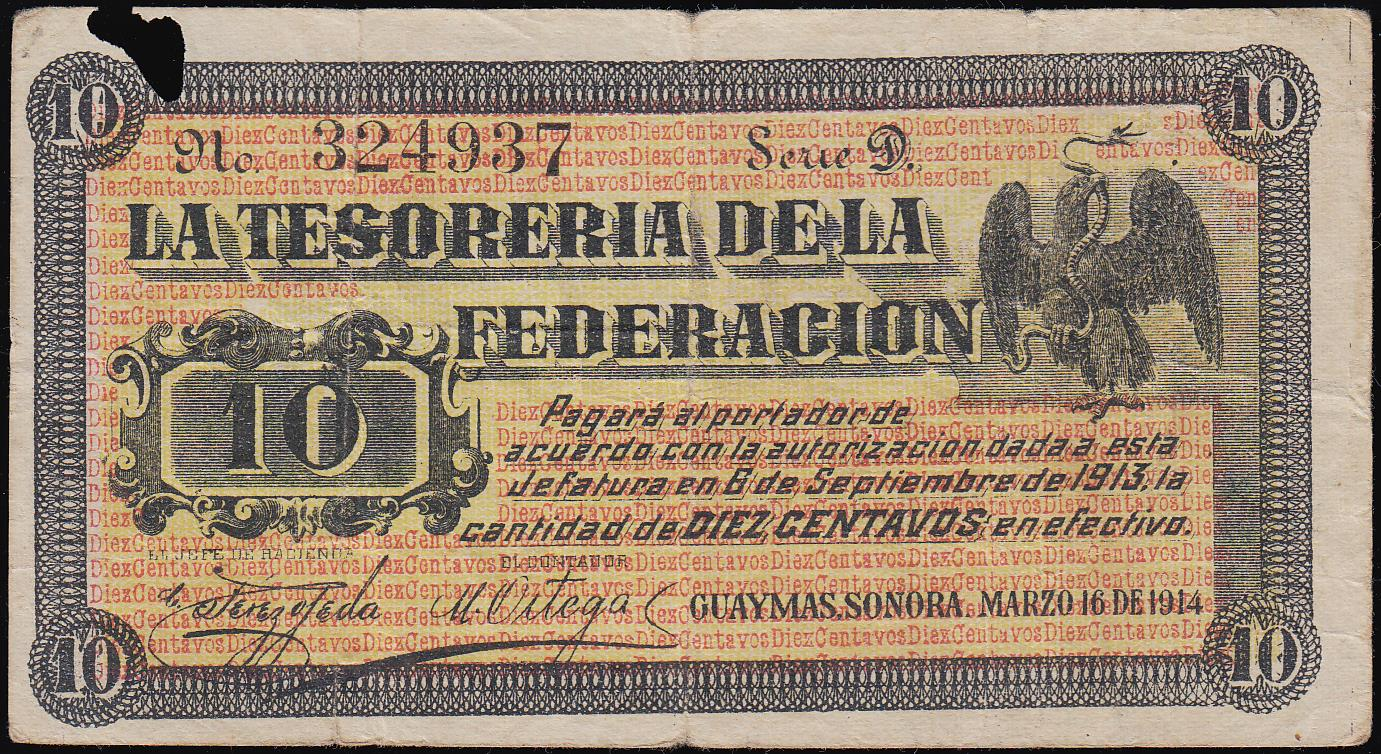 10 10
No. 324937 Serie D.
LA TESORERIA DE LA
FEDERACION
10
Pagará al portador de
acuerdo con la autorización dada a esta
Jefatura en 8 de Septiembre de 1913, la
cantidad de DIEZ CENTAVOS en efectivo.
EL JEFE DE HACIENDA
EL CONTADOR
GUAYMAS, SONORA MARZO 16 DE 1914
10 10